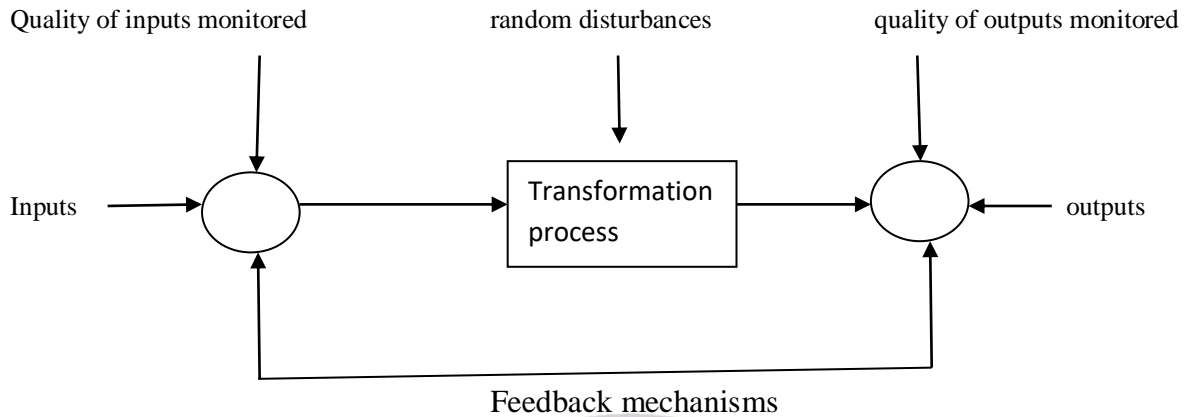 Quality of inputs monitored
random disturbances
quality of outputs monitored
Inputs
Transformation
process
outputs
Feedback mechanisms